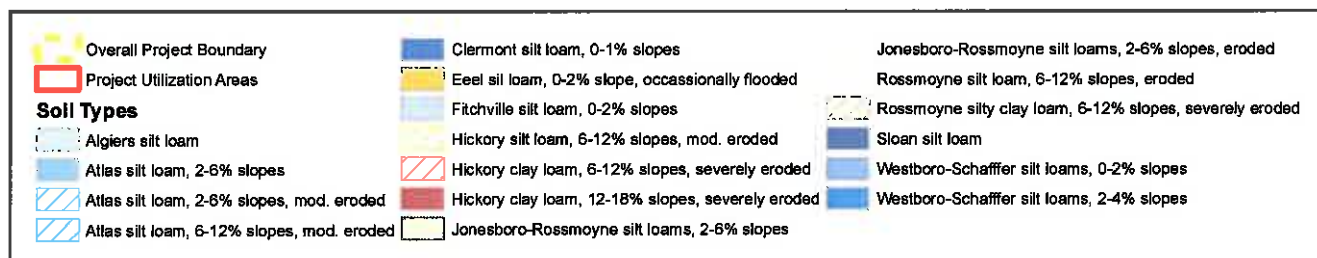 Overall Project Boundary
Project Utilization Areas
Soil Types
Algiers silt loam
Atlas silt loam, 2-6% slopes
Atlas silt loam, 2-6% slopes, mod. eroded
Atlas silt loam, 6-12% slopes, mod. eroded
Clermont silt loam, 0-1% slopes
Eeel sil loam, 0-2% slope, occassionally flooded
Fitchville silt loam, 0-2% slopes
Hickory silt loam, 6-12% slopes, mod. eroded
Hickory clay loam, 6-12% slopes, severely eroded
Hickory clay loam, 12-18% slopes, severely eroded
Jonesboro-Rossmoyne silt loams, 2-6% slopes
Jonesboro-Rossmoyne silt loams, 2-6% slopes, eroded
Rossmoyne silt loam, 6-12% slopes, eroded
Rossmoyne silty clay loam, 6-12% slopes, severely eroded
Sloan silt loam
Westboro-Schafffer silt loams, 0-2% slopes
Westboro-Schafffer silt loams, 2-4% slopes